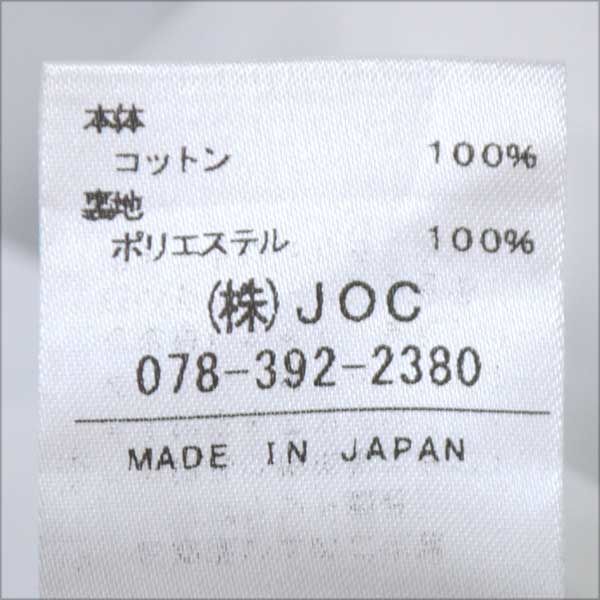 本体
コットン 100%
裏地
ポリエステル 100%
(株)JOC
078-392-2380
MADE IN JAPAN